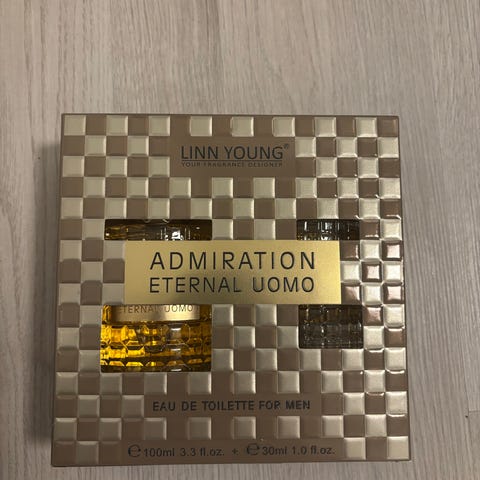 LINN YOUNG®
YOUR FRAGRANCE DESIGNER
ADMIRATION
ETERNAL UOMO
ETERNAL UOMO
EAU DE TOILETTE FOR MEN
℮100ml 3.3 fl.oz. + ℮30ml 1.0 fl.oz.